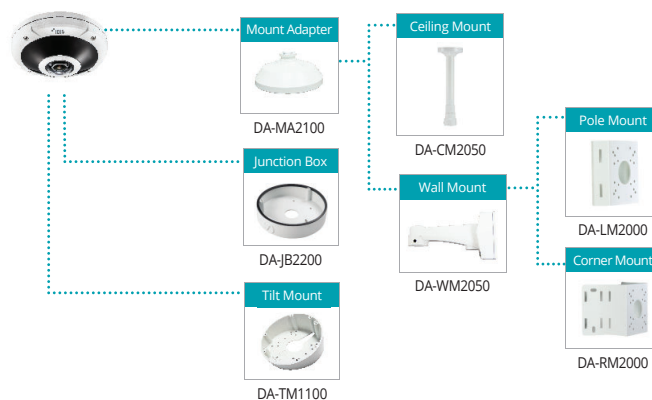 Mount Adapter
DA-MA2100
Ceiling Mount
DA-CM2050
Junction Box
DA-JB2200
Wall Mount
DA-WM2050
Pole Mount
DA-LM2000
Corner Mount
DA-RM2000
Tilt Mount
DA-TM1100